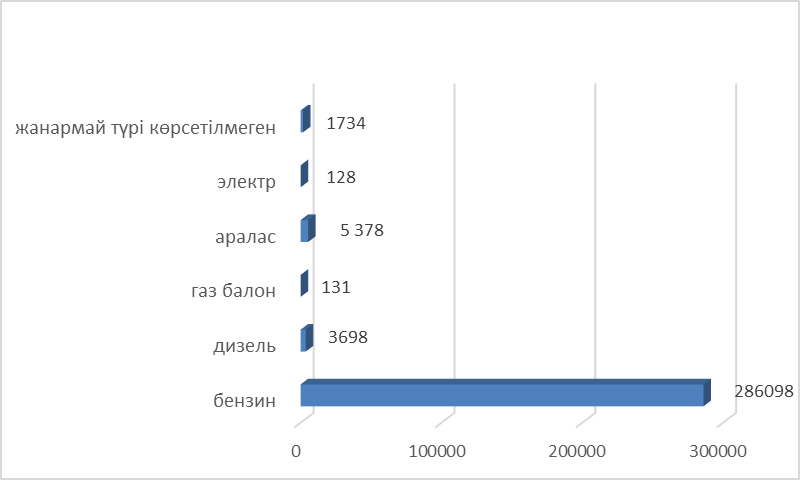 жанармай түрі көрсетілмеген 1734
электр 128
аралас 5 378
газ балон 131
дизель 3698
бензин 286098
0 100000 200000 300000